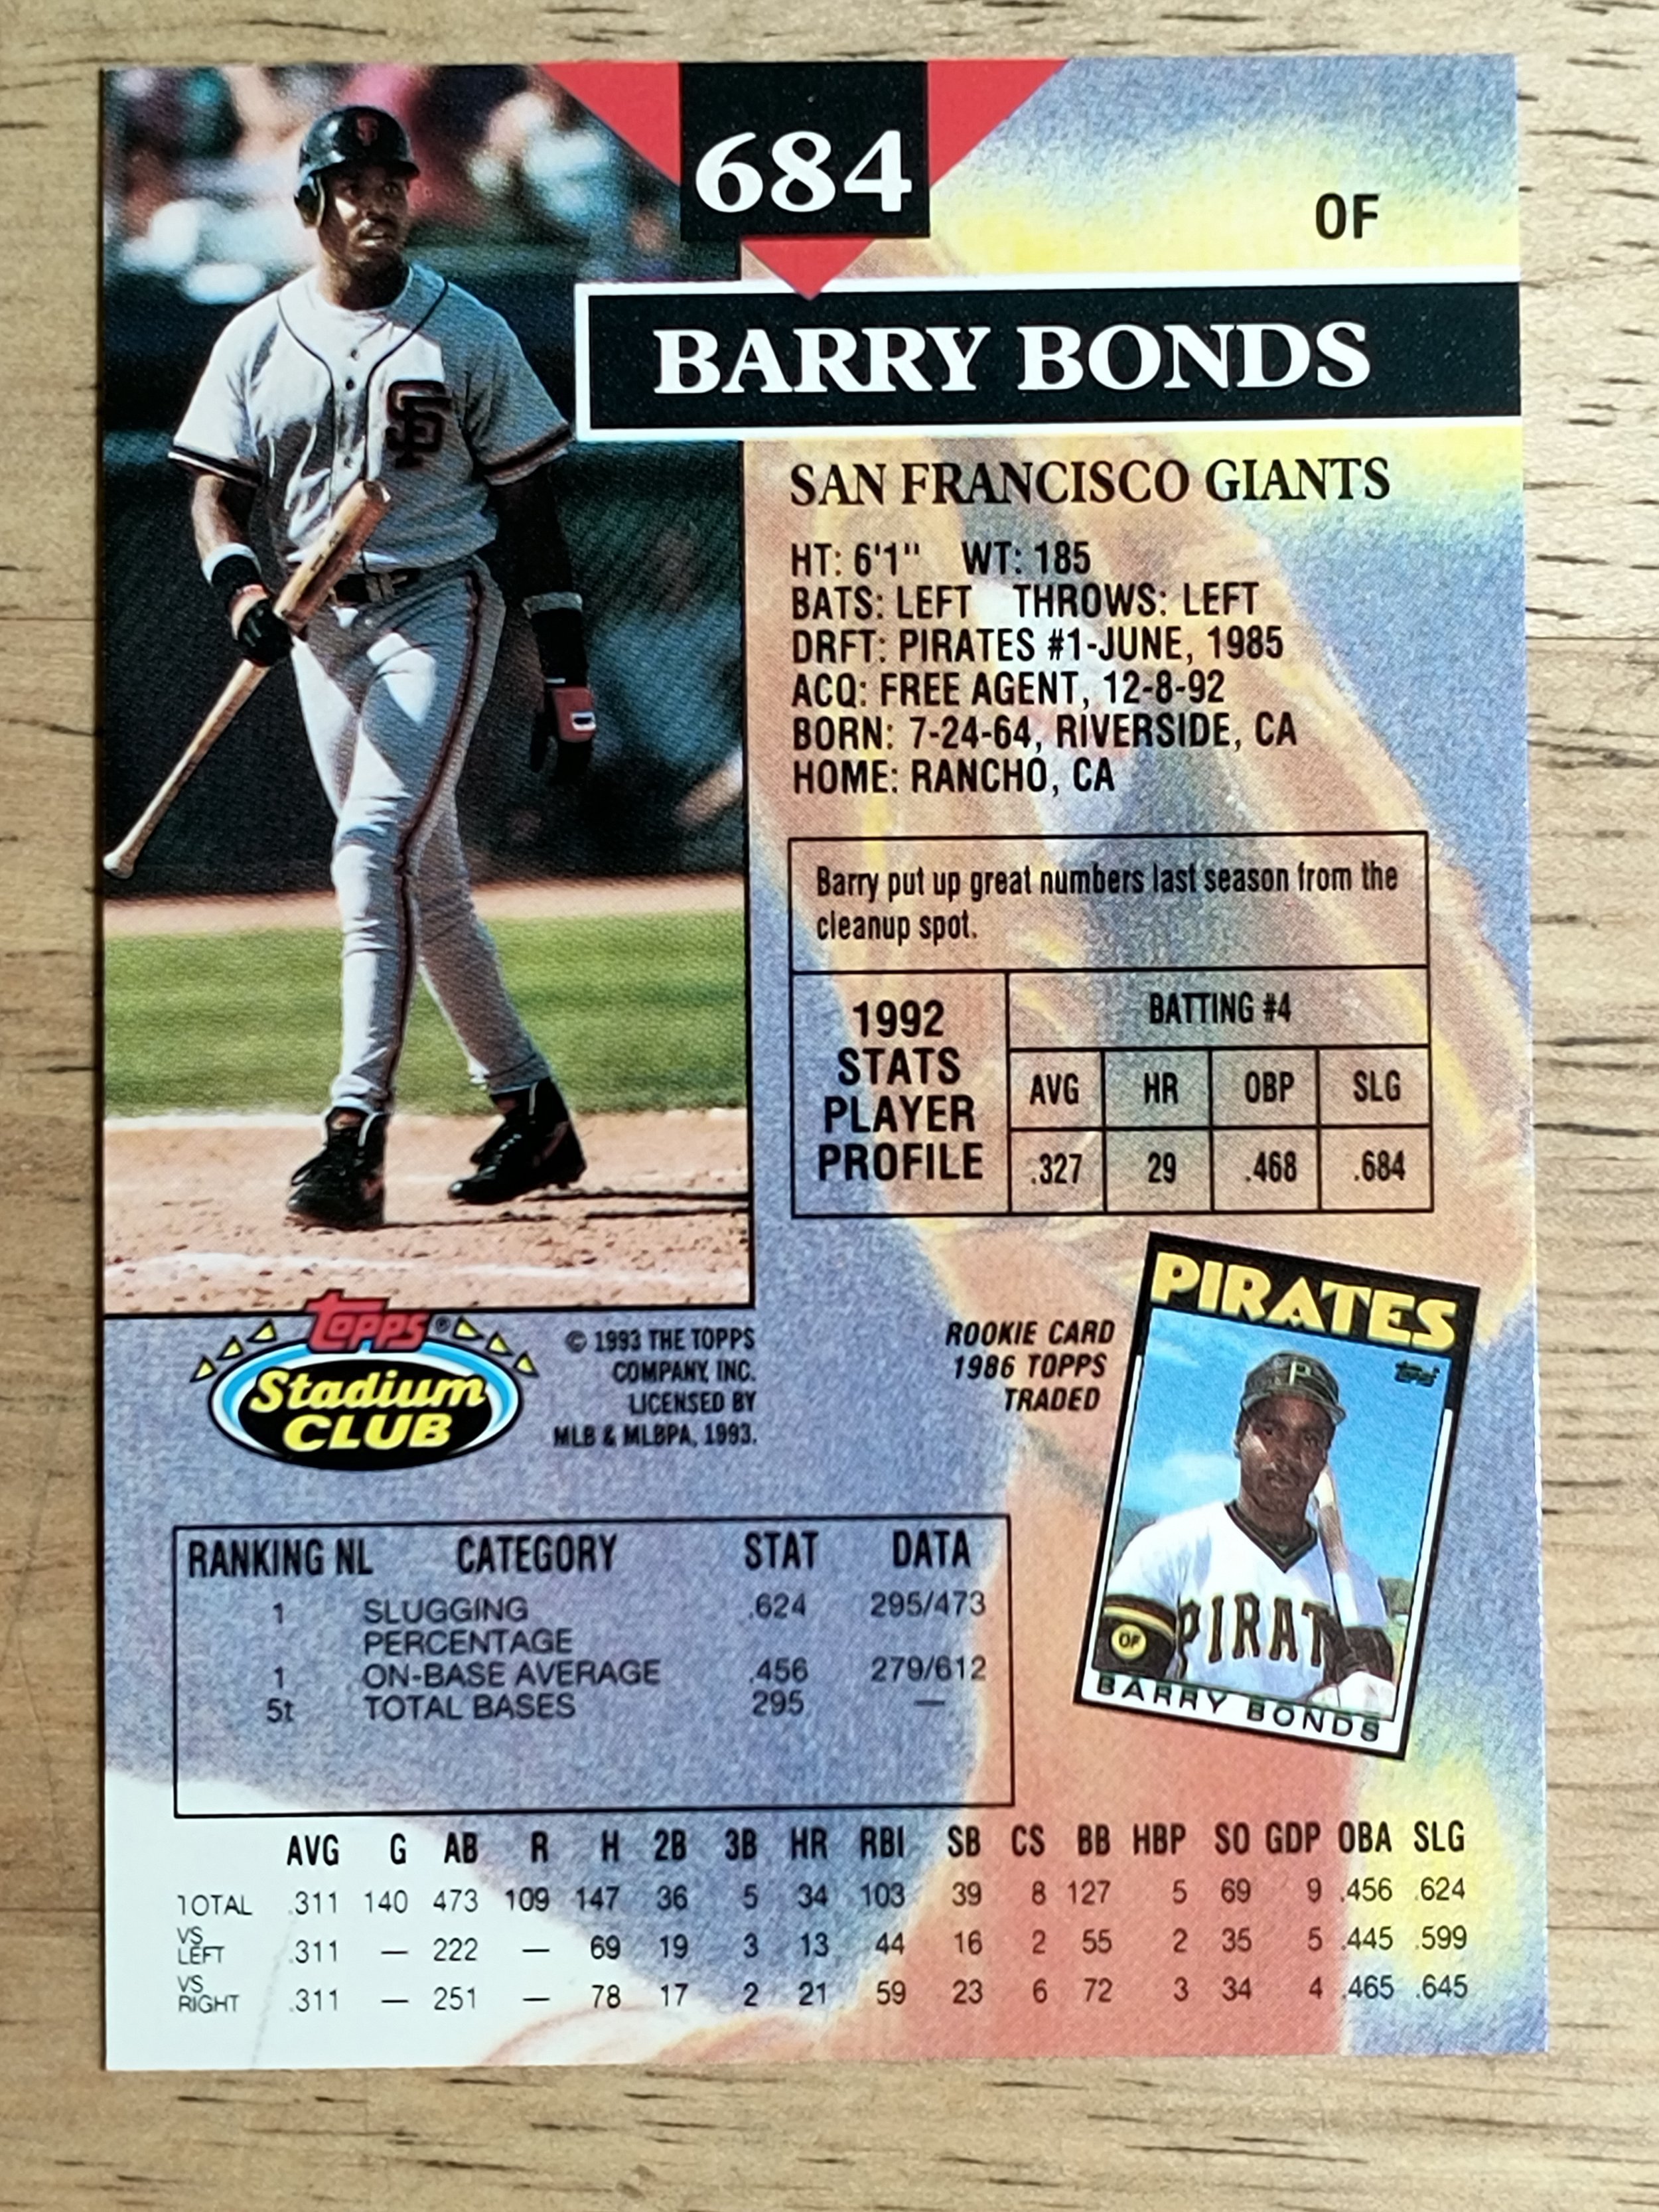 684
OF
BARRY BONDS
SAN FRANCISCO GIANTS
HT: 6'1" WT: 185
BATS: LEFT THROWS: LEFT
DRFT: PIRATES #1-JUNE, 1985
ACQ: FREE AGENT, 12-8-92
BORN: 7-24-64, RIVERSIDE, CA
HOME: RANCHO, CA
SF
Barry put up great numbers last season from the
cleanup spot.
1992
STATS
PLAYER
PROFILE
BATTING #4
AVG HR OBP SLG
.327 29 .468 .684
Topps®
Stadium
CLUB
© 1993 THE TOPPS
COMPANY, INC.
LICENSED BY
MLB & MLBPA, 1993.
ROOKIE CARD
1986 TOPPS
TRADED
PIRATES
Topps
P
PIRAT
OF
BARRY BONDS
RANKING NL CATEGORY STAT DATA
1 SLUGGING .624 295/473
PERCENTAGE
1 ON-BASE AVERAGE .456 279/612
5t TOTAL BASES 295 —
AVG G AB R H 2B 3B HR RBI SB CS BB HBP SO GDP OBA SLG
TOTAL .311 140 473 109 147 36 5 34 103 39 8 127 5 69 9 .456 .624
VS
LEFT .311 — 222 — 69 19 3 13 44 16 2 55 2 35 5 .445 .599
VS
RIGHT .311 — 251 — 78 17 2 21 59 23 6 72 3 34 4 .465 .645